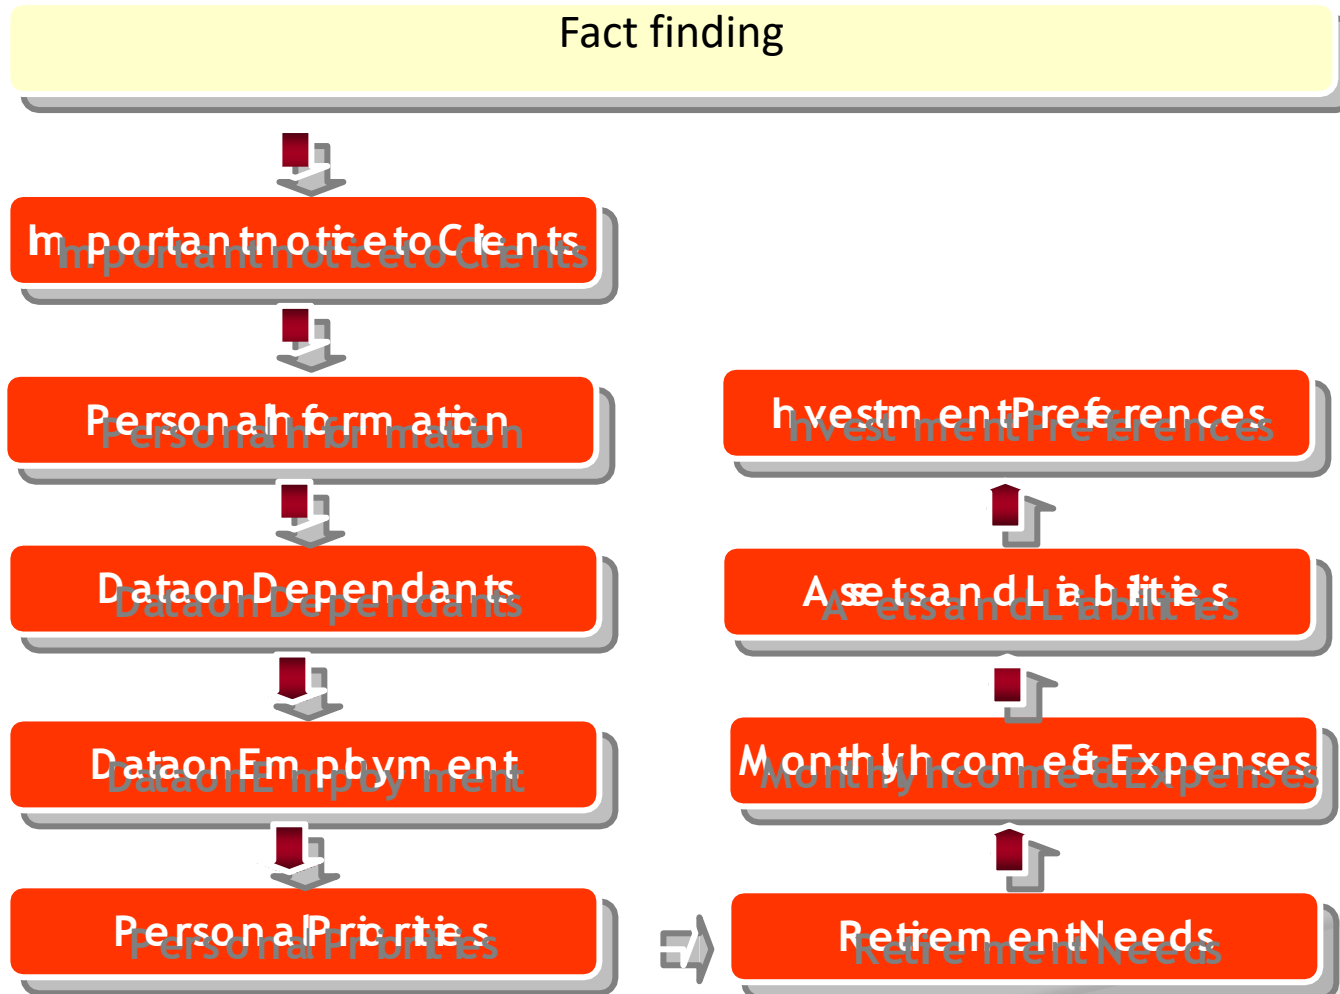 Fact finding
Important notice to Clients
Personal Information
Investment Preferences
Data on Dependants
Assets and Liabilities
Data on Employment
Monthly Income & Expenses
Personal Priorities
Retirement Needs